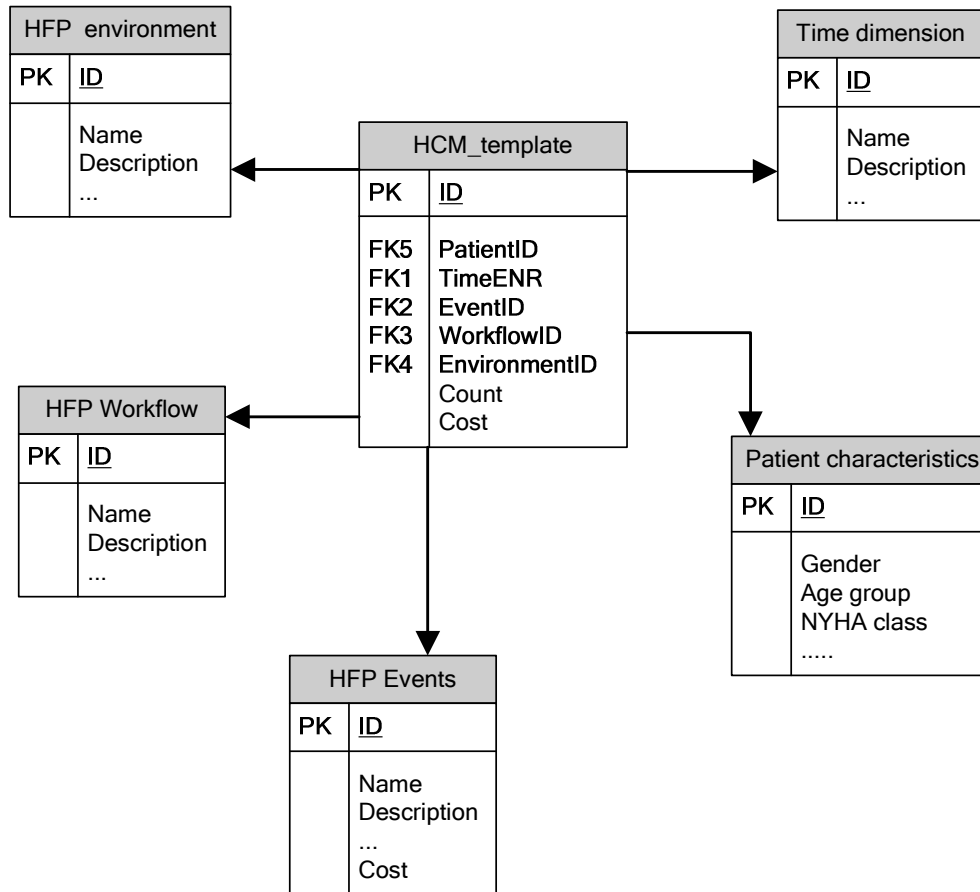 HFP environment
PK ID
Name
Description
...
Time dimension
PK ID
Name
Description
...
HCM_template
PK ID
FK5 PatientID
FK1 TimeENR
FK2 EventID
FK3 WorkflowID
FK4 EnvironmentID
Count
Cost
HFP Workflow
PK ID
Name
Description
...
Patient characteristics
PK ID
Gender
Age group
NYHA class
.....
HFP Events
PK ID
Name
Description
...
Cost